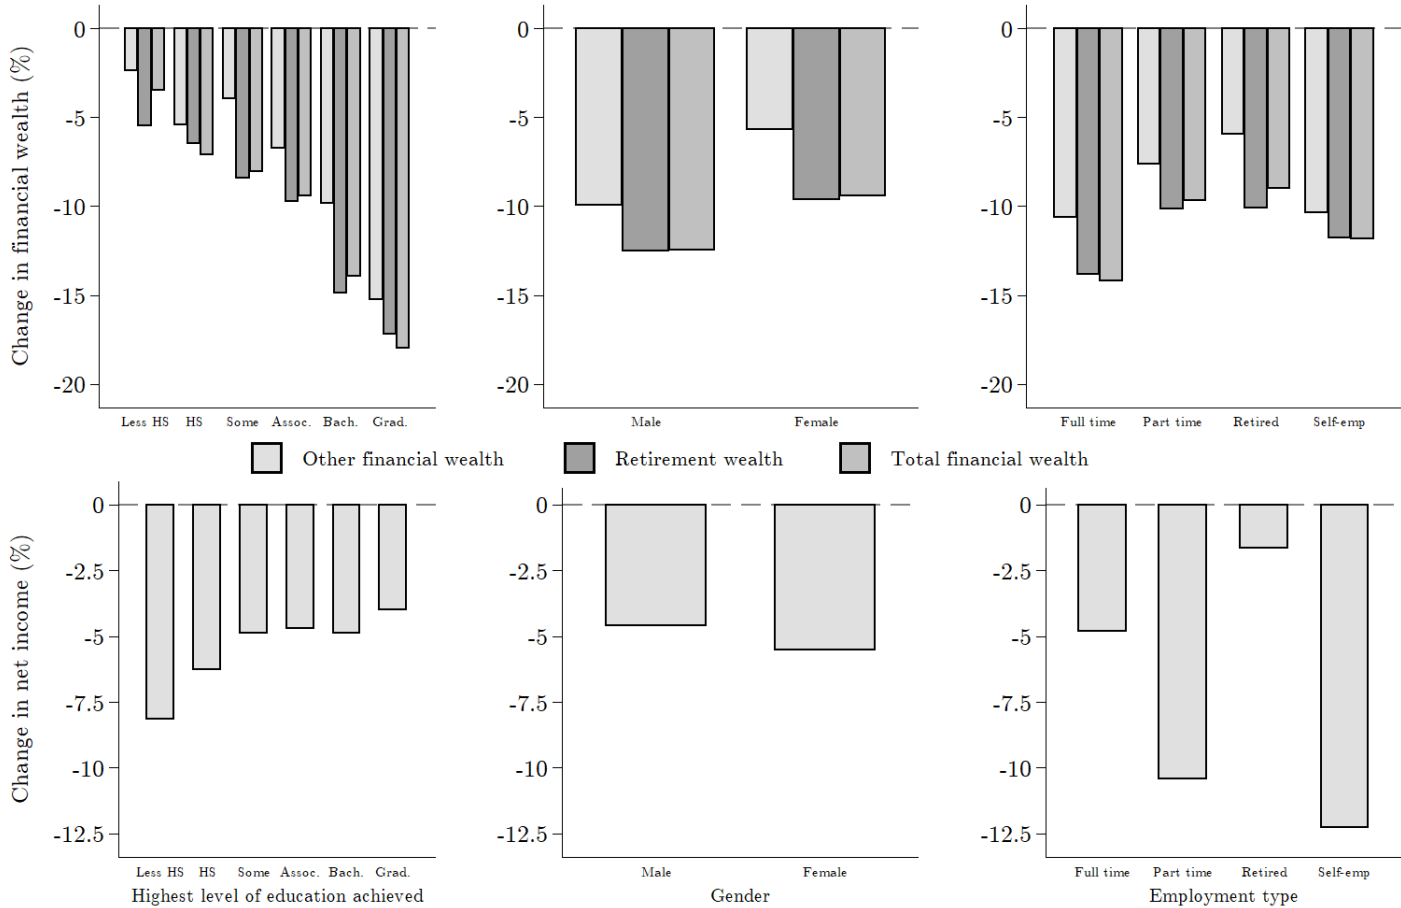 Change in financial wealth (%)
0
-5
-10
-15
-20
Less HS HS Some Assoc. Bach. Grad.
0
-5
-10
-15
-20
Male Female
0
-5
-10
-15
-20
Full time Part time Retired Self-emp
Other financial wealth Retirement wealth Total financial wealth
Change in net income (%)
0
-2.5
-5
-7.5
-10
-12.5
Less HS HS Some Assoc. Bach. Grad.
Highest level of education achieved
0
-2.5
-5
-7.5
-10
-12.5
Male Female
Gender
0
-2.5
-5
-7.5
-10
-12.5
Full time Part time Retired Self-emp
Employment type